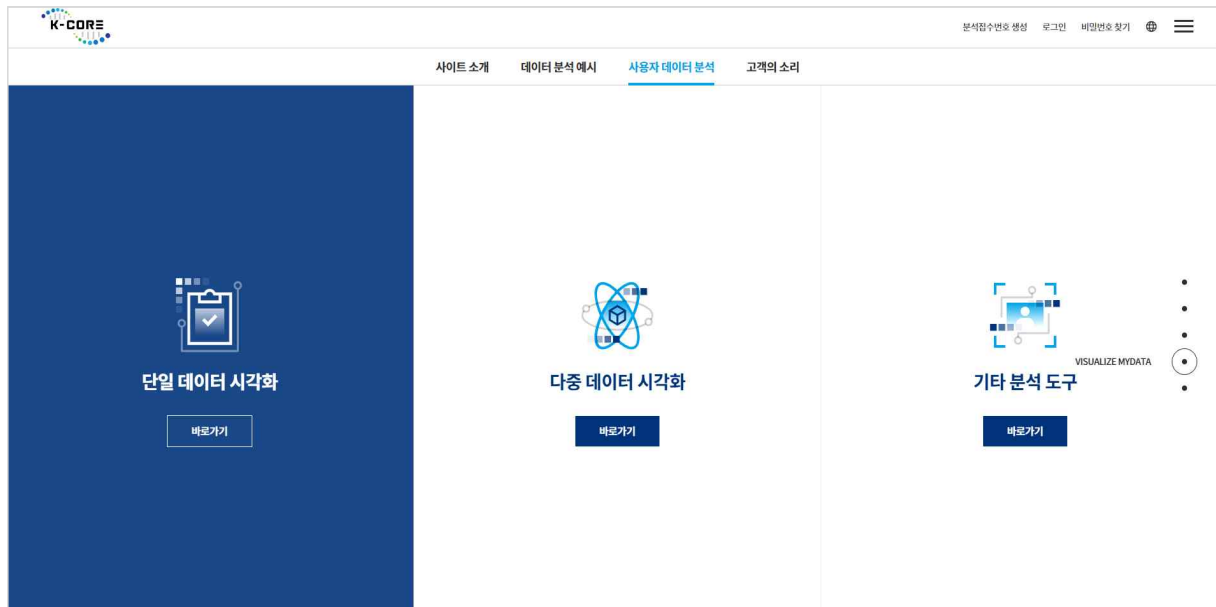 K-CORE
분석접수번호 생성 로그인 비밀번호 찾기
사이트 소개 데이터 분석 예시 사용자 데이터 분석 고객의 소리
단일 데이터 시각화
바로가기
다중 데이터 시각화
바로가기
기타 분석 도구
바로가기
VISUALIZE MYDATA